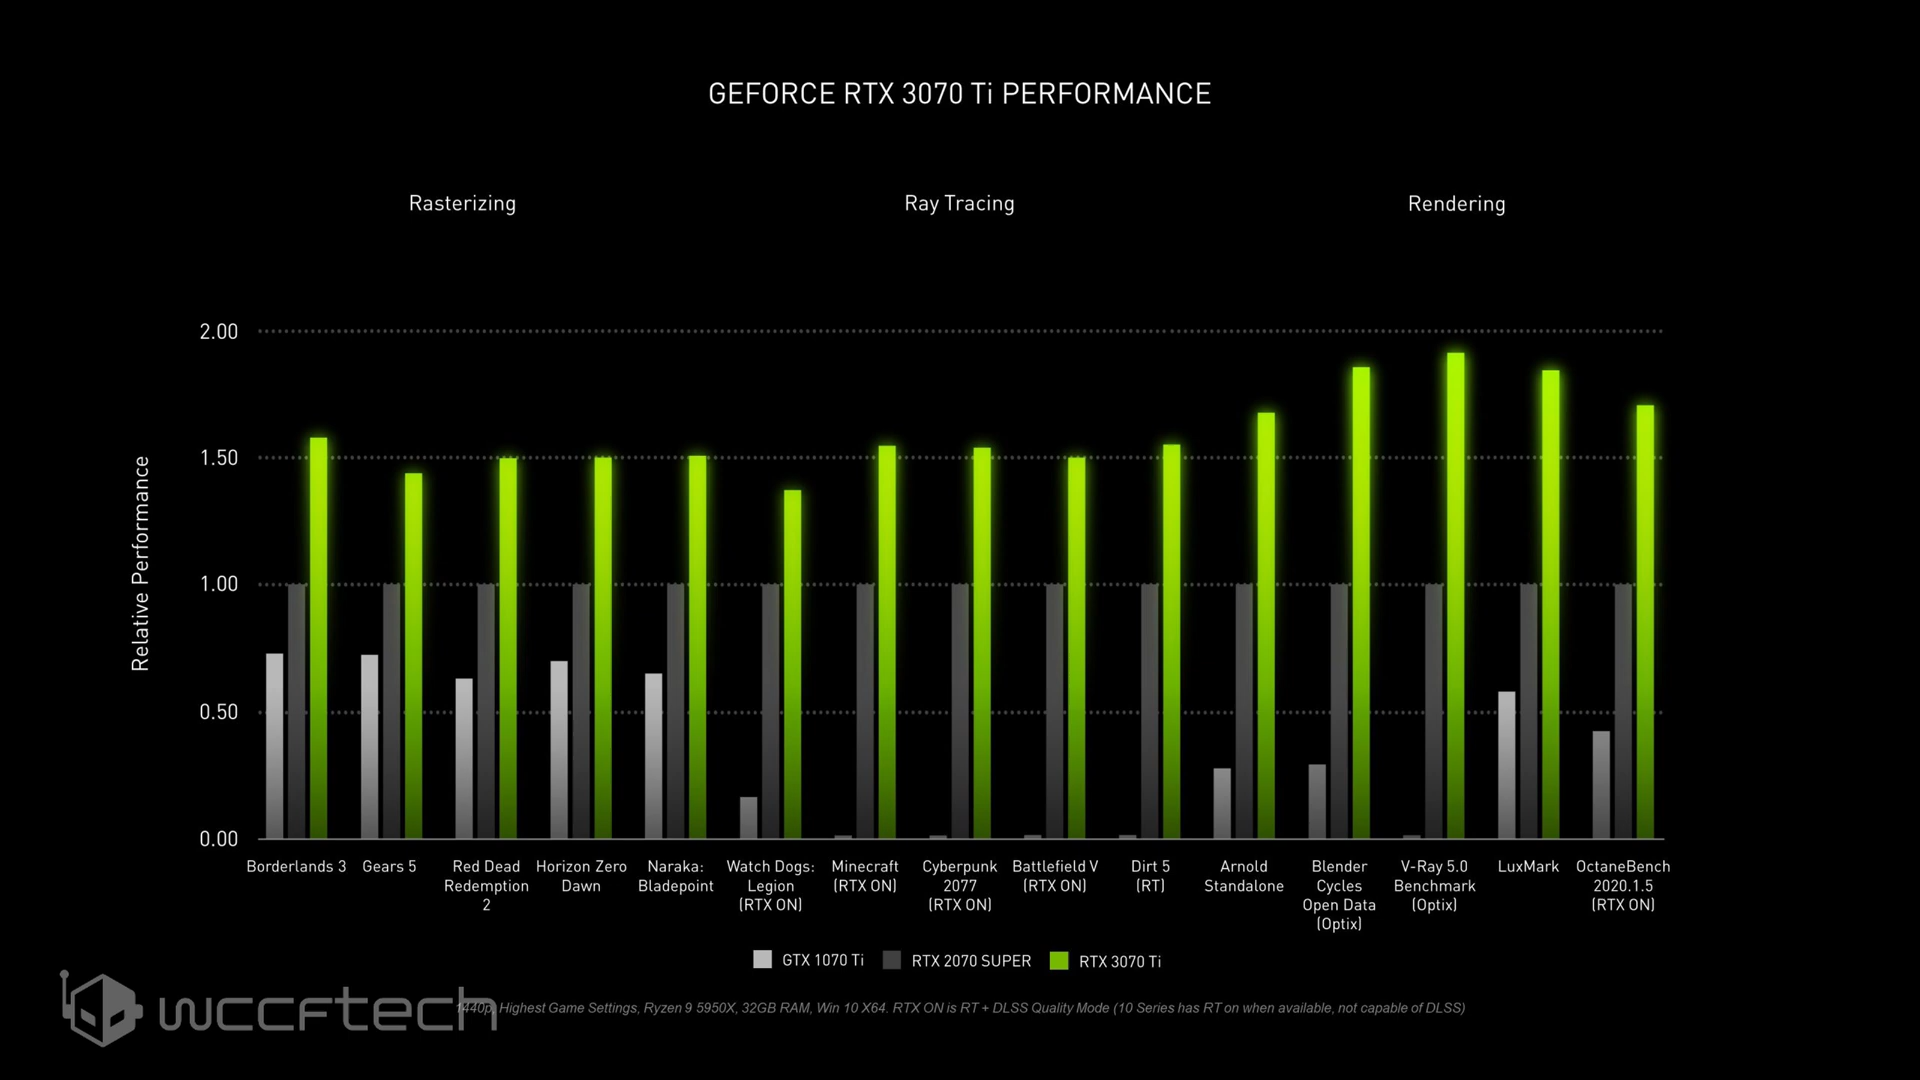 GEFORCE RTX 3070 Ti PERFORMANCE
Rasterizing
Ray Tracing
Rendering
Relative Performance
2.00
1.50
1.00
0.50
0.00
Borderlands 3
Gears 5
Red Dead
Redemption
2
Horizon Zero
Dawn
Naraka:
Bladepoint
Watch Dogs:
Legion
(RTX ON)
Minecraft
(RTX ON)
Cyberpunk
2077
(RTX ON)
Battlefield V
(RTX ON)
Dirt 5
(RT)
Arnold
Standalone
Blender
Cycles
Open Data
(Optix)
V-Ray 5.0
Benchmark
(Optix)
LuxMark
OctaneBench
2020.1.5
(RTX ON)
GTX 1070 Ti
RTX 2070 SUPER
RTX 3070 Ti
wccftech
1440p, Highest Game Settings, Ryzen 9 5950X, 32GB RAM, Win 10 X64. RTX ON is RT + DLSS Quality Mode (10 Series has RT on when available, not capable of DLSS)